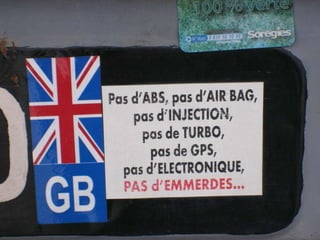 100% verte
Soregies
Pas d'ABS, pas d'AIR BAG,
pas d'INJECTION,
pas de TURBO,
pas de GPS,
pas d'ELECTRONIQUE,
PAS d'EMMERDES...
GB